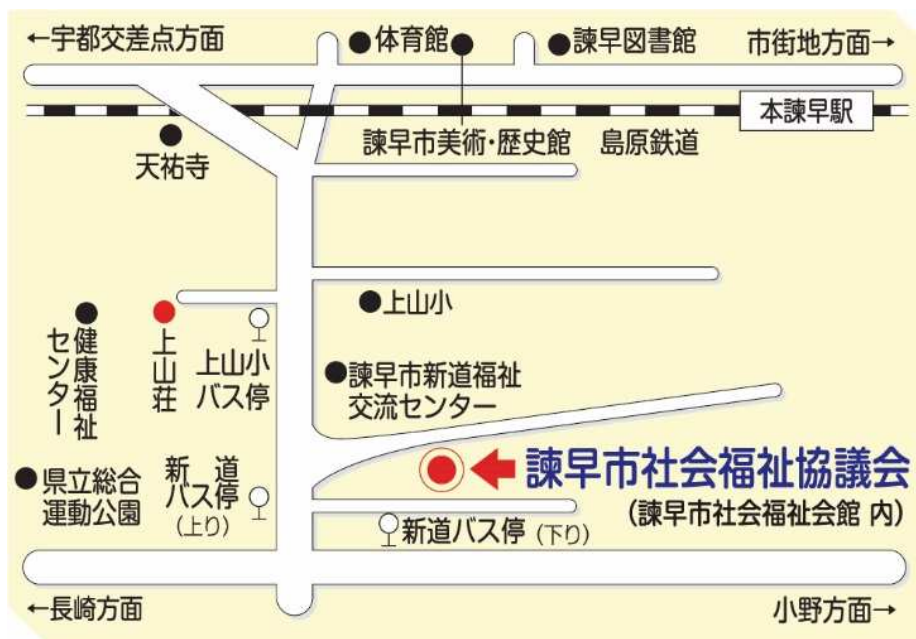 ←宇都交差点方面
●体育館
●諫早図書館
市街地方面→
本諫早駅
天祐寺
諫早市美術・歴史館
島原鉄道
●上山小
健康福祉
センター
上山荘
上山小
バス停
●諫早市新道福祉
交流センター
諫早市社会福祉協議会
(諫早市社会福祉会館 内)
●県立総合
運動公園
新 道
バス停
(上り)
新道バス停 (下り)
←長崎方面
小野方面→